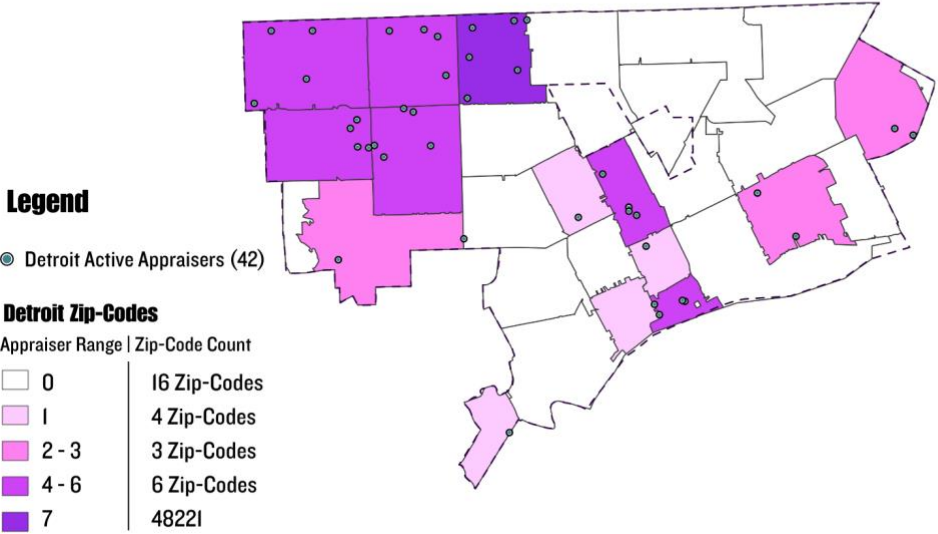 Legend
Detroit Active Appraisers (42)
Detroit Zip-Codes
Appraiser Range | Zip-Code Count
0 16 Zip-Codes
1 4 Zip-Codes
2 - 3 3 Zip-Codes
4 - 6 6 Zip-Codes
7 48221